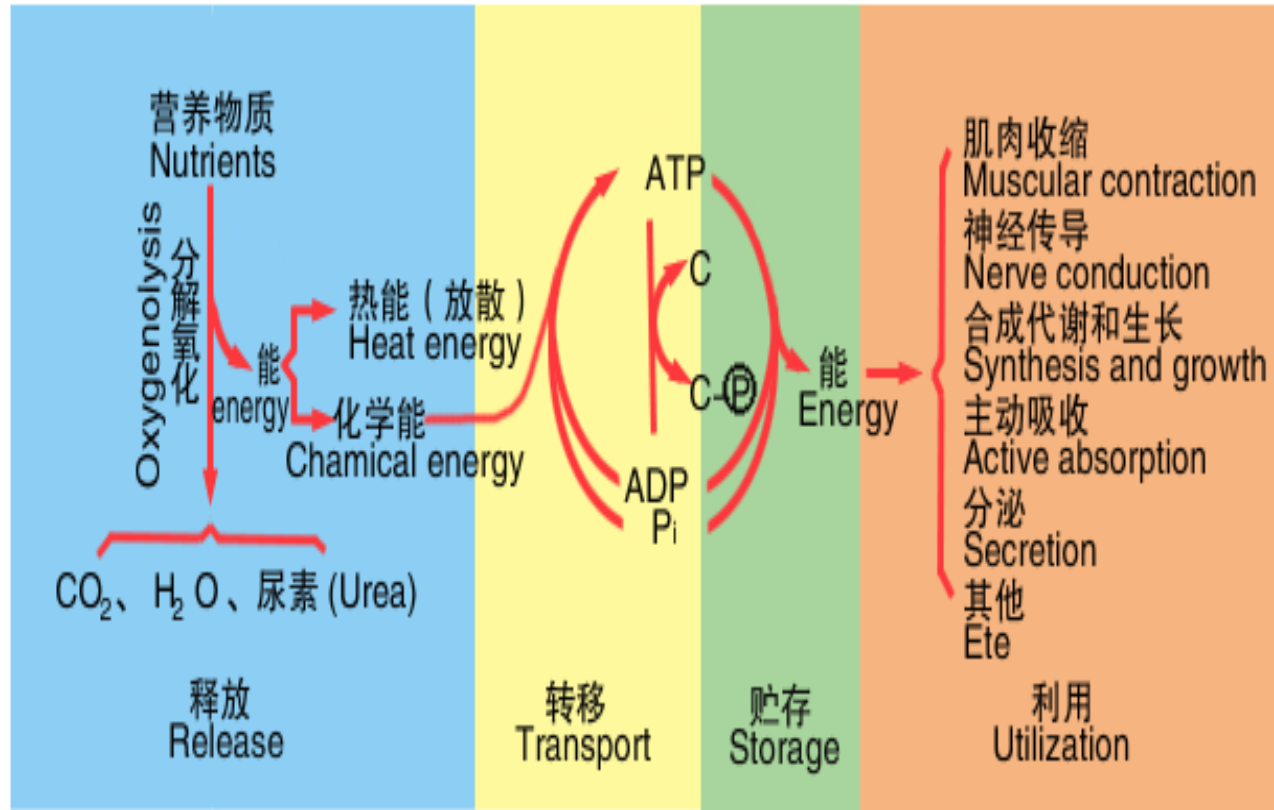 营养物质
Nutrients
Oxygenolysis
分解氧化
能
energy
热能（放散）
Heat energy
化学能
Chamical energy
CO₂、H₂O、尿素 (Urea)
释放
Release
ATP
C
C-Ⓟ
ADP
Pi
转移
Transport
能
Energy
贮存
Storage
肌肉收缩
Muscular contraction
神经传导
Nerve conduction
合成代谢和生长
Synthesis and growth
主动吸收
Active absorption
分泌
Secretion
其他
Ete
利用
Utilization